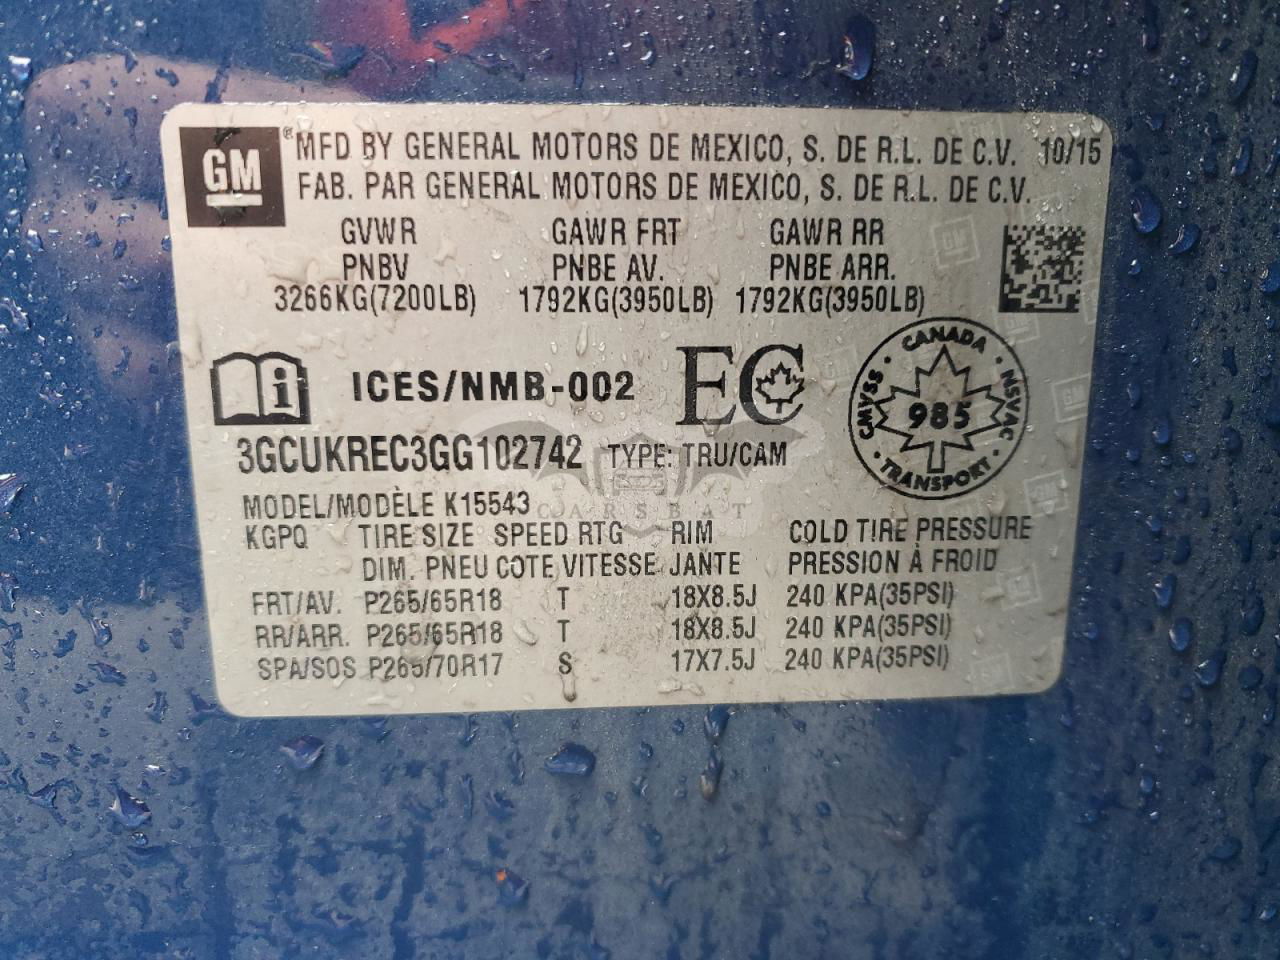 GM ® MFD BY GENERAL MOTORS DE MEXICO, S. DE R.L. DE C.V. 10/15
FAB. PAR GENERAL MOTORS DE MEXICO, S. DE R.L. DE C.V.
GVWR GAWR FRT GAWR RR
PNBV PNBE AV. PNBE ARR.
3266KG(7200LB) 1792KG(3950LB) 1792KG(3950LB)
i ICES/NMB-002 EC
CANADA
CMVSS 985 NSVAC
TRANSPORT
3GCUKREC3GG102742 TYPE: TRU/CAM
MODEL/MODÈLE K15543
CARSBAT
KGPQ TIRE SIZE SPEED RTG RIM COLD TIRE PRESSURE
DIM. PNEU COTE VITESSE JANTE PRESSION À FROID
FRT/AV. P265/65R18 T 18X8.5J 240 KPA(35PSI)
RR/ARR. P265/65R18 T 18X8.5J 240 KPA(35PSI)
SPA/SOS P265/70R17 S 17X7.5J 240 KPA(35PSI)